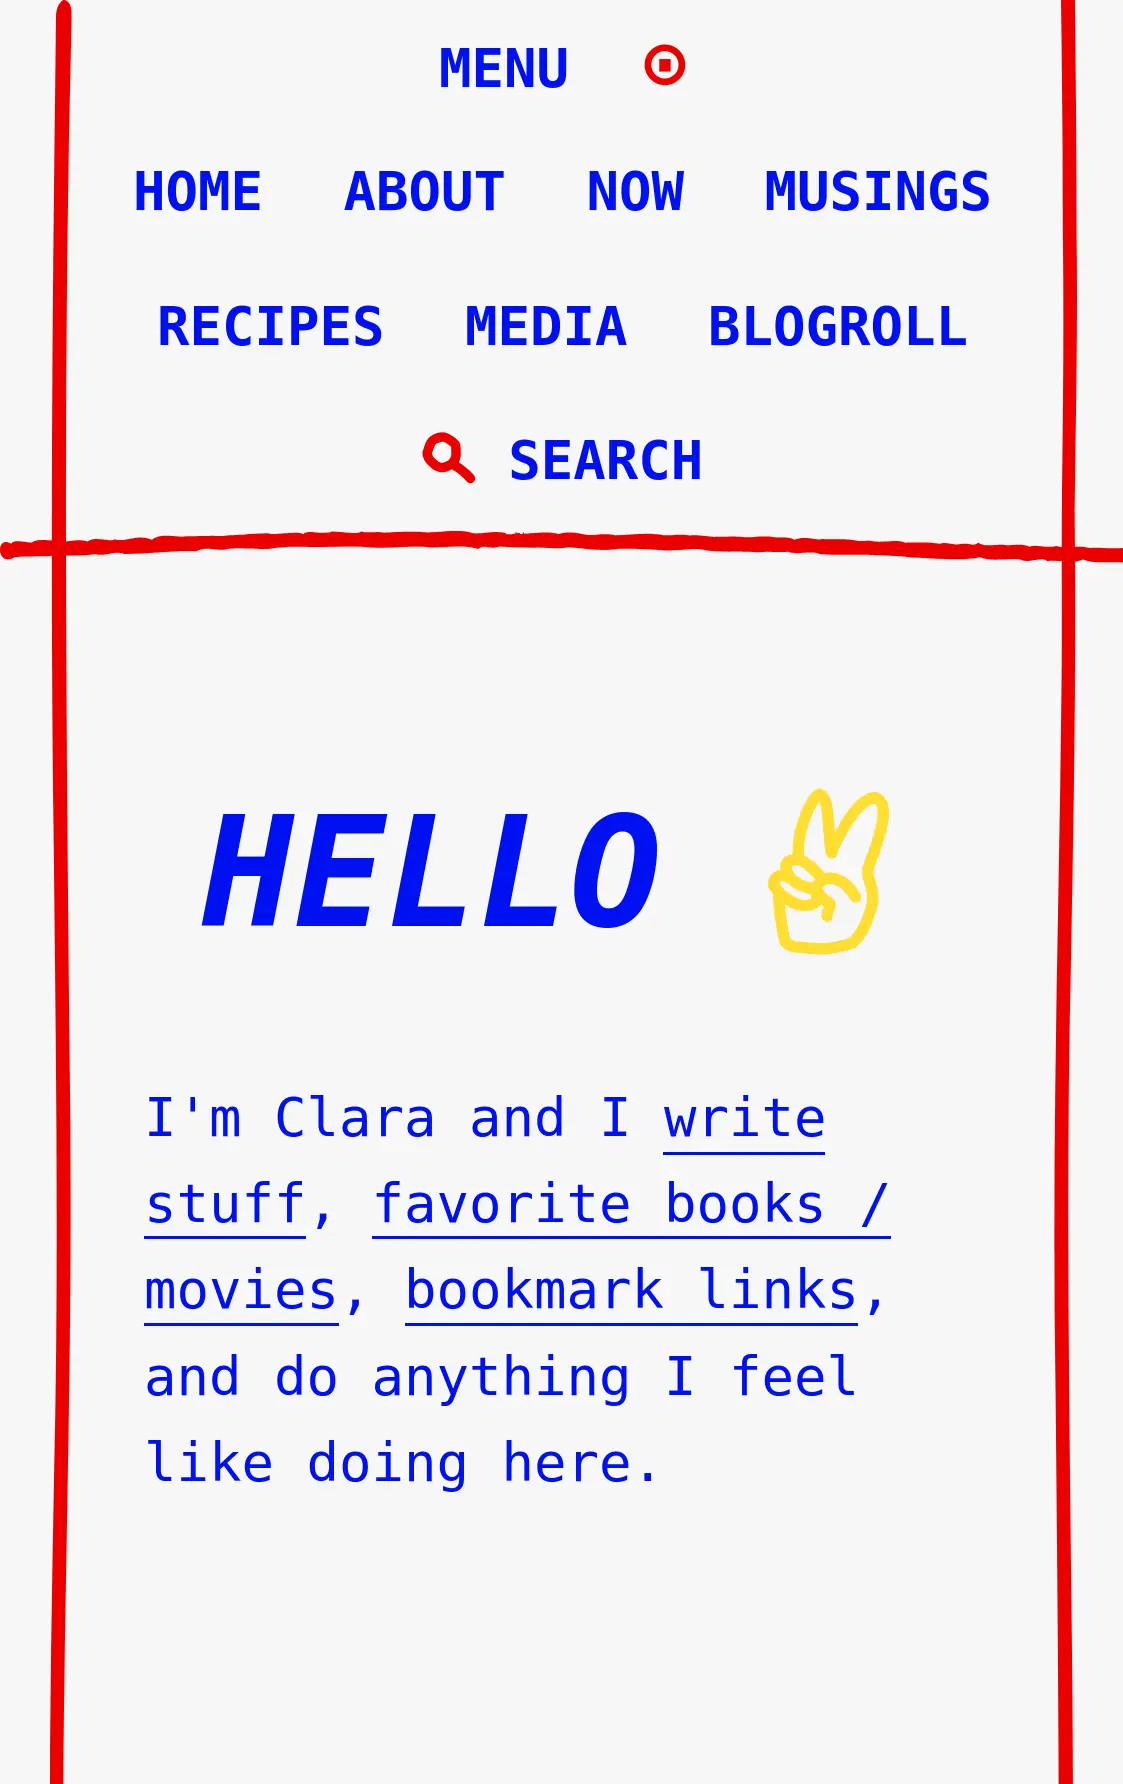 MENU
HOME ABOUT NOW MUSINGS
RECIPES MEDIA BLOGROLL
SEARCH
HELLO
I'm Clara and I write
stuff, favorite books /
movies, bookmark links,
and do anything I feel
like doing here.